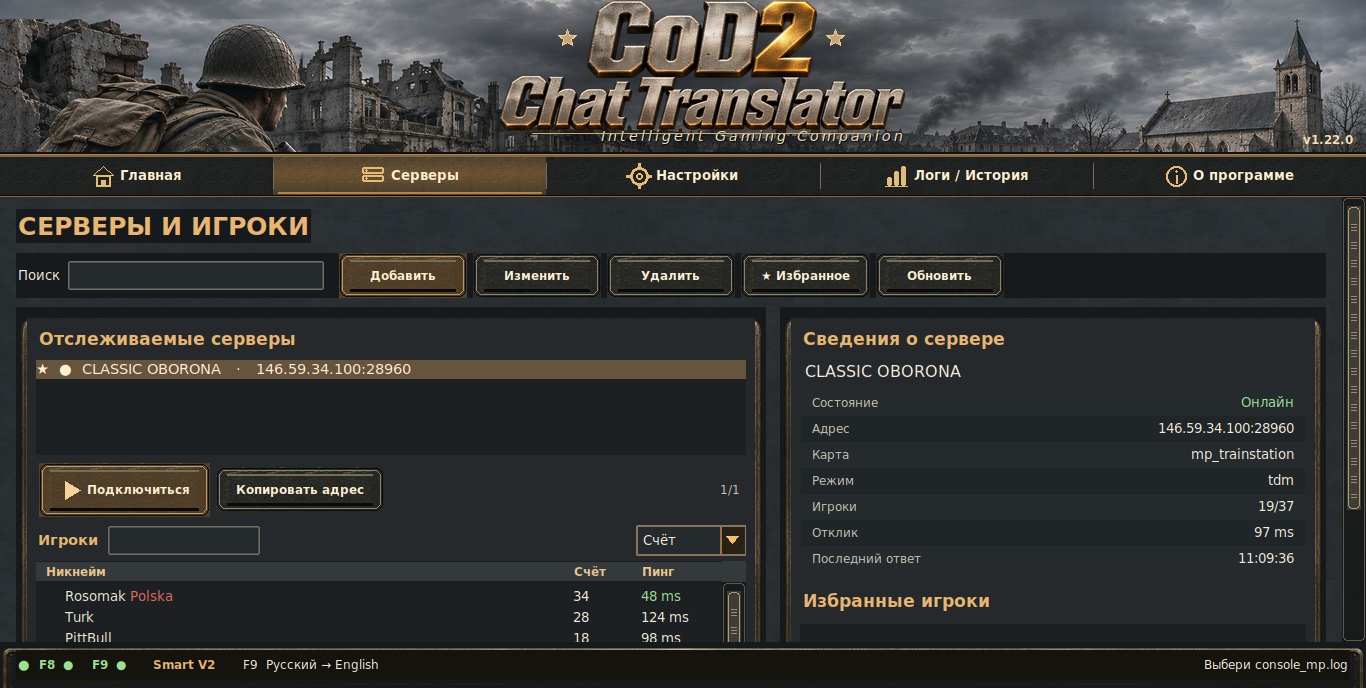 CoD2
Chat Translator
Intelligent Gaming Companion
v1.22.0
Главная Серверы Настройки Логи / История О программе
СЕРВЕРЫ И ИГРОКИ
Поиск Добавить Изменить Удалить ★ Избранное Обновить
Отслеживаемые серверы
★ ● CLASSIC OBORONA · 146.59.34.100:28960
Подключиться Копировать адрес 1/1
Игроки Счёт
Никнейм Счёт Пинг
Rosomak Polska 34 48 ms
Turk 28 124 ms
PittBull 18 98 ms
Сведения о сервере
CLASSIC OBORONA
Состояние Онлайн
Адрес 146.59.34.100:28960
Карта mp_trainstation
Режим tdm
Игроки 19/37
Отклик 97 ms
Последний ответ 11:09:36
Избранные игроки
● F8 ● F9 ● Smart V2 F9 Русский → English Выбери console_mp.log